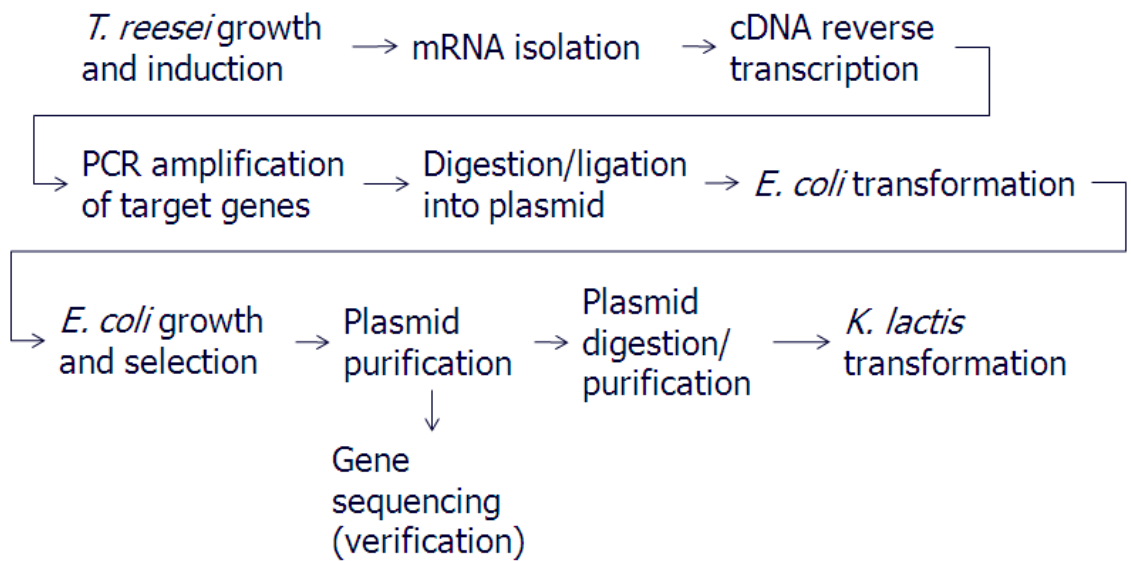 T. reesei growth
and induction
mRNA isolation
cDNA reverse
transcription
PCR amplification
of target genes
Digestion/ligation
into plasmid
E. coli transformation
E. coli growth
and selection
Plasmid
purification
Plasmid
digestion/
purification
K. lactis
transformation
Gene
sequencing
(verification)